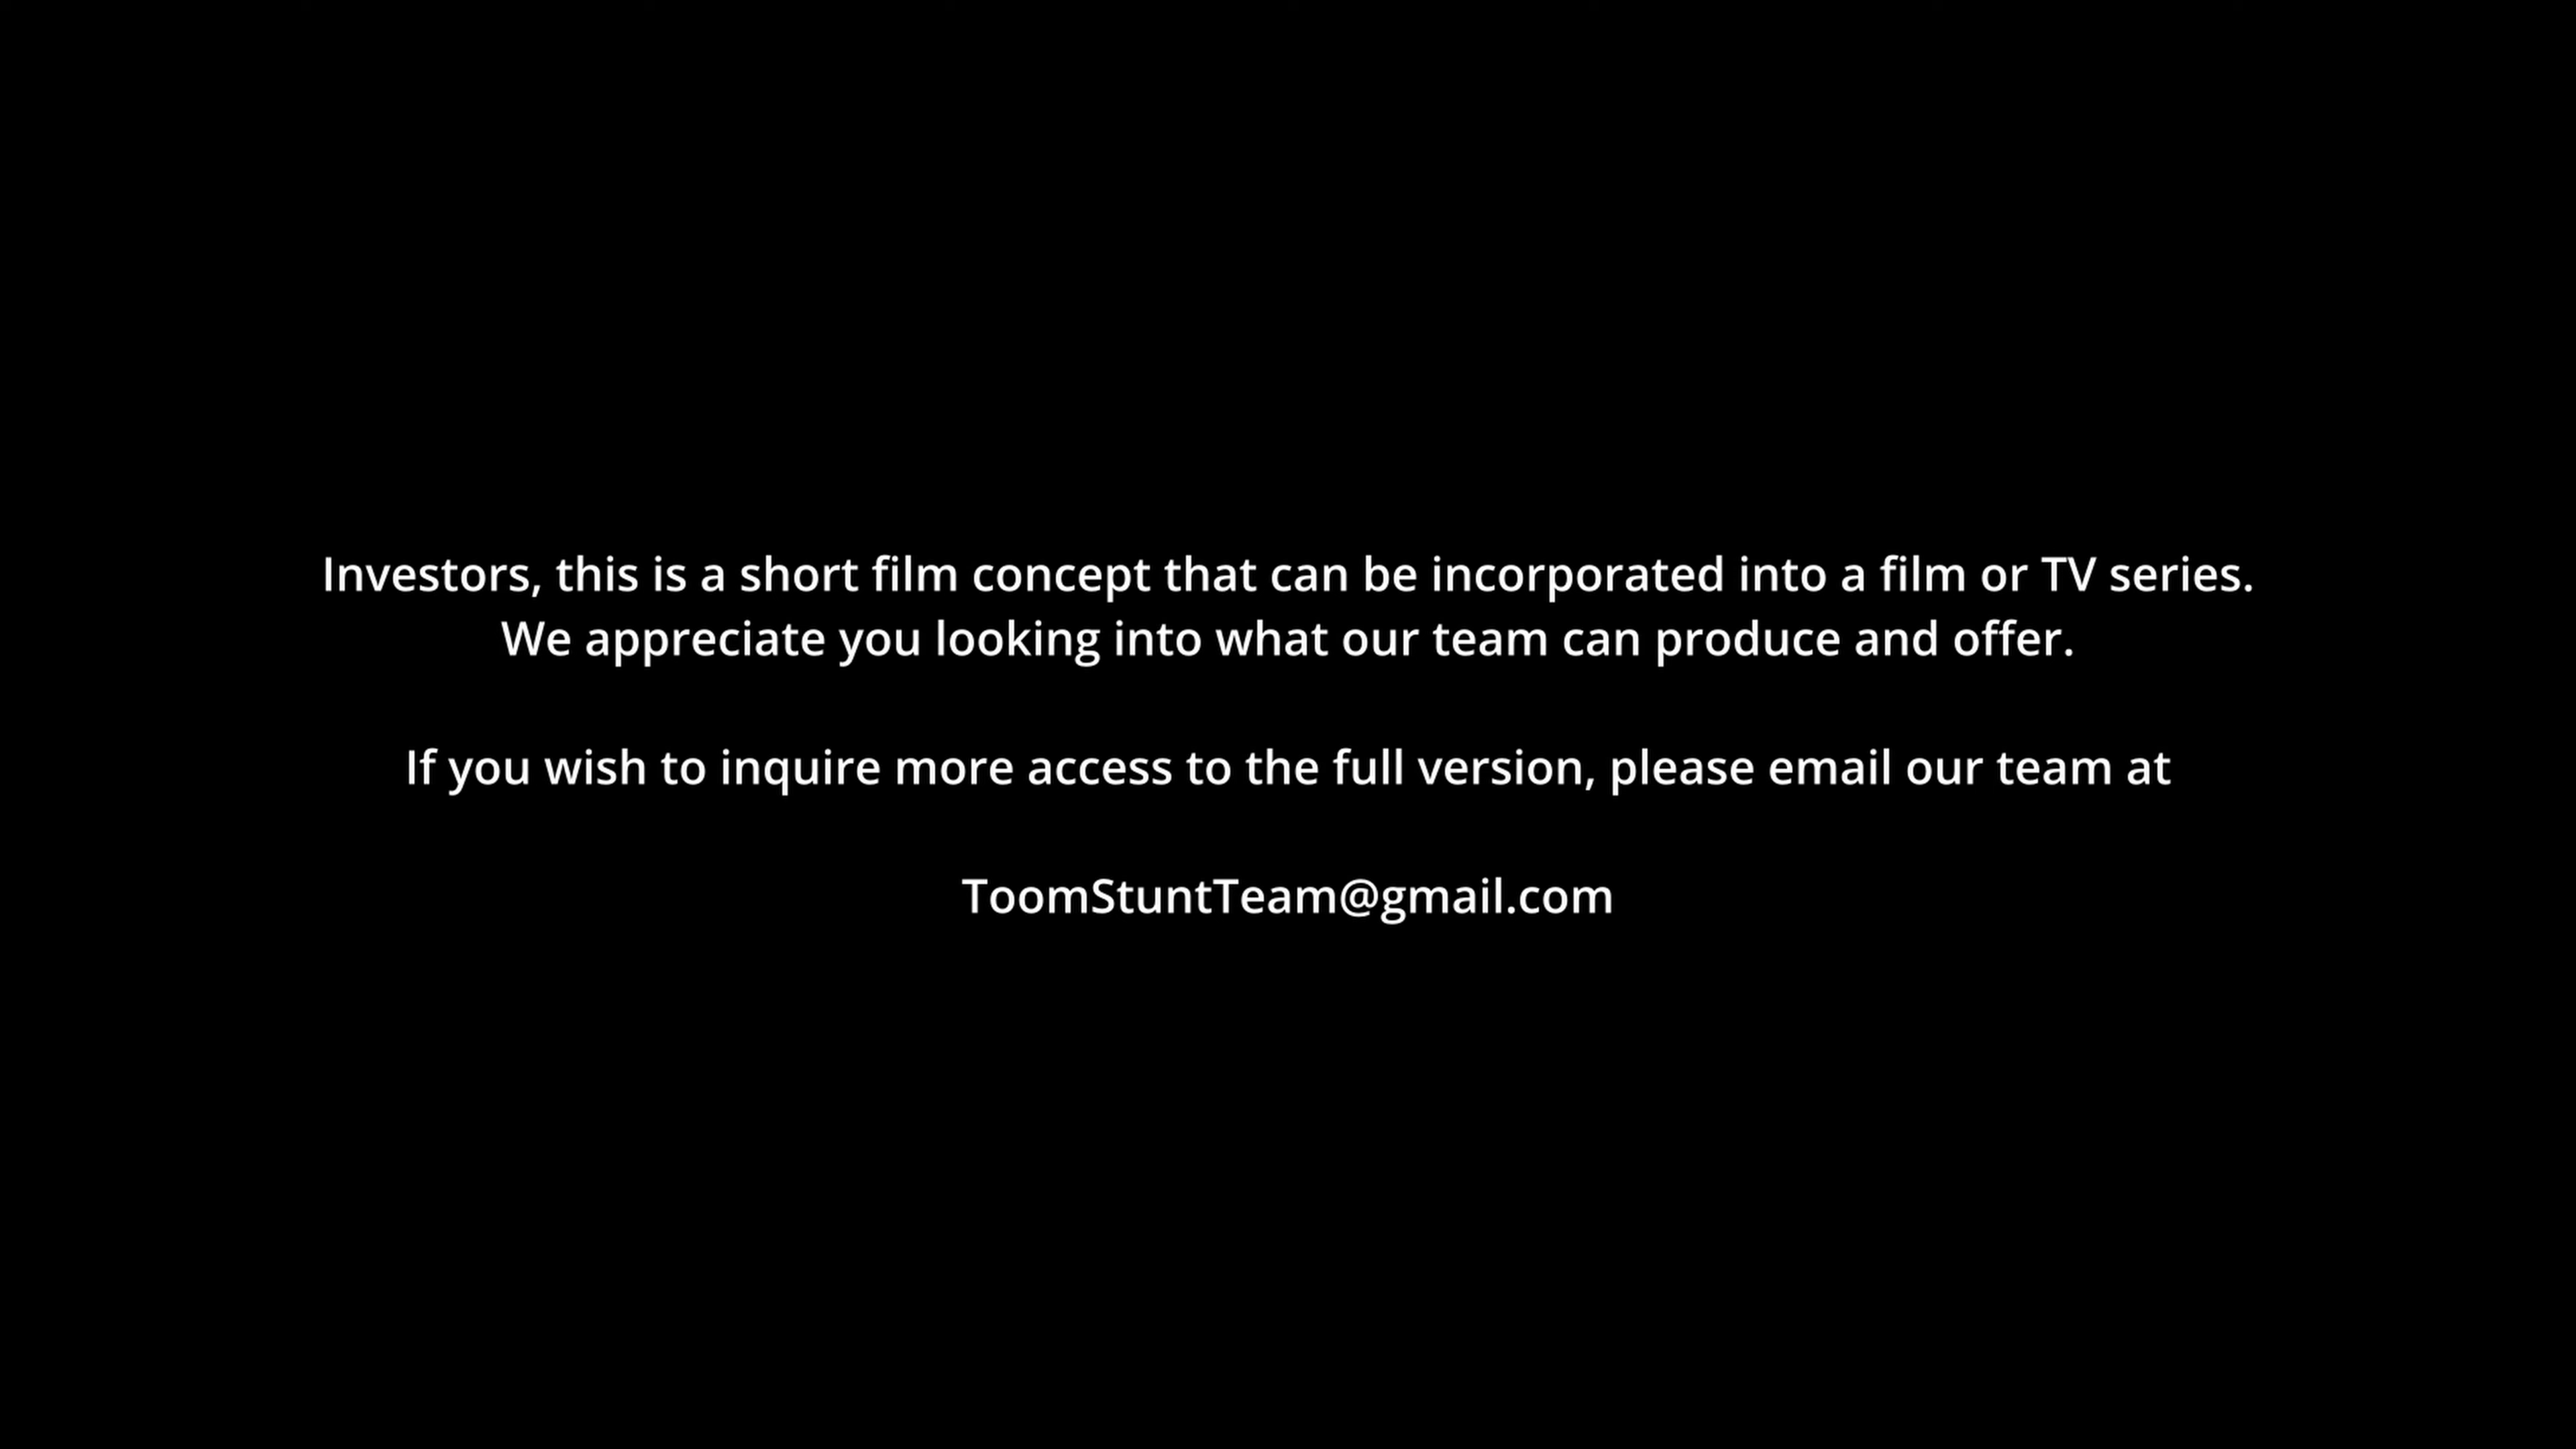 Investors, this is a short film concept that can be incorporated into a film or TV series.
We appreciate you looking into what our team can produce and offer.
If you wish to inquire more access to the full version, please email our team at
ToomStuntTeam@gmail.com